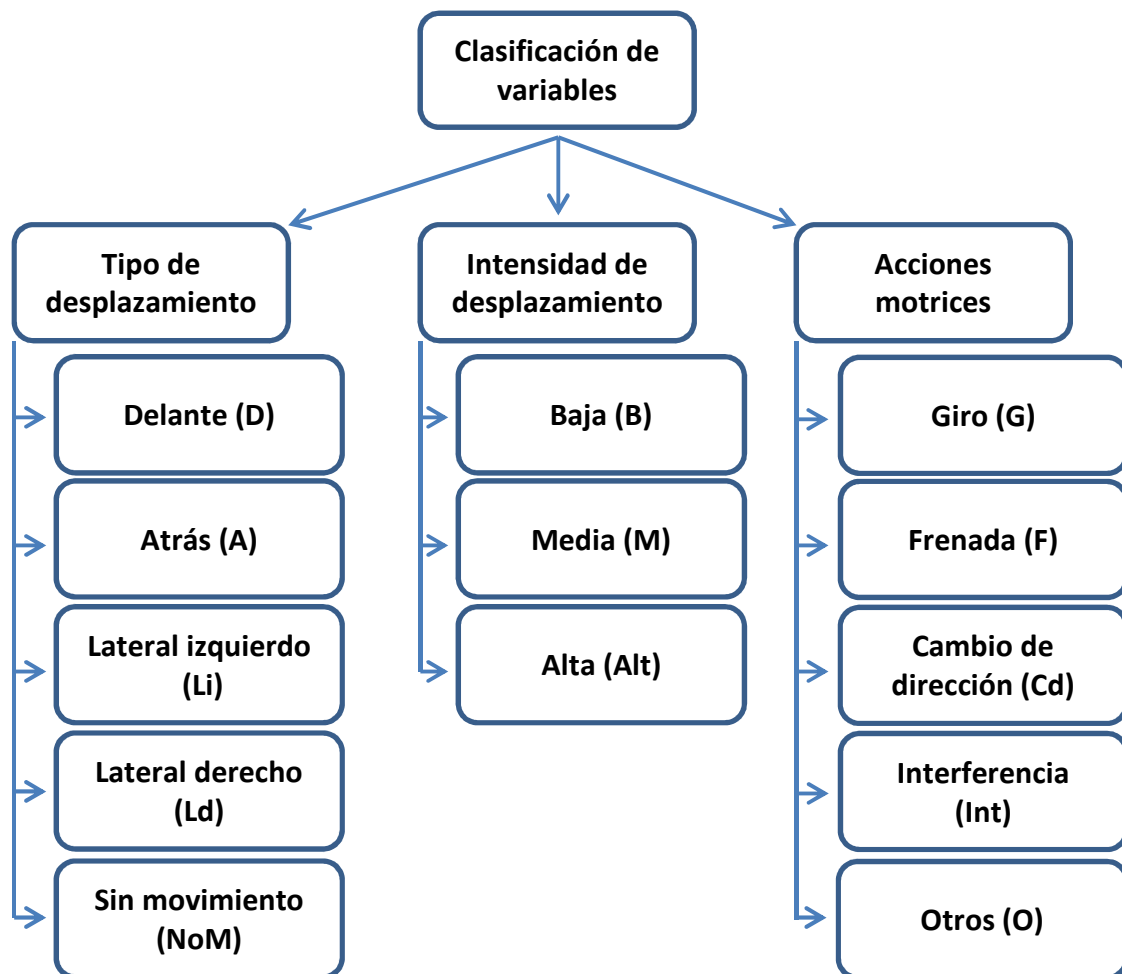 Clasificación de
variables
Tipo de
desplazamiento
Delante (D)
Atrás (A)
Lateral izquierdo
(Li)
Lateral derecho
(Ld)
Sin movimiento
(NoM)
Intensidad de
desplazamiento
Baja (B)
Media (M)
Alta (Alt)
Acciones
motrices
Giro (G)
Frenada (F)
Cambio de
dirección (Cd)
Interferencia
(Int)
Otros (O)